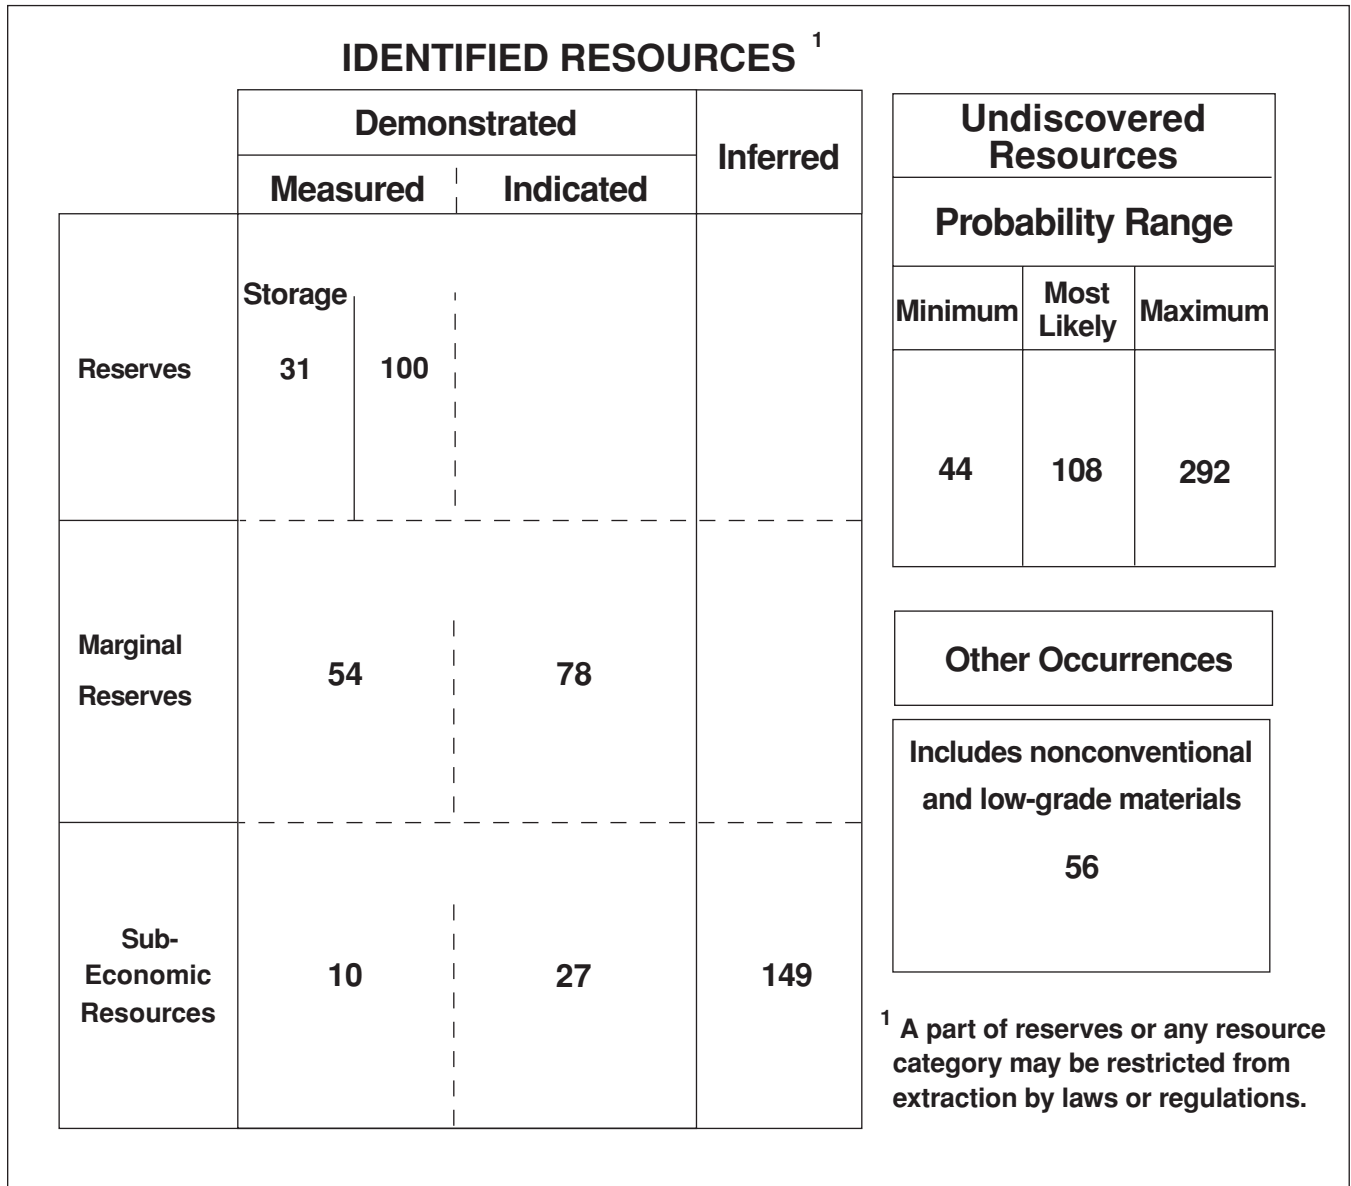 IDENTIFIED RESOURCES 1
Demonstrated
Inferred
Measured
Indicated
Reserves
Storage
31
100
Marginal
Reserves
54
78
Sub-
Economic
Resources
10
27
149
Undiscovered
Resources
Probability Range
Minimum
Most
Likely
Maximum
44
108
292
Other Occurrences
Includes nonconventional
and low-grade materials
56
1 A part of reserves or any resource
category may be restricted from
extraction by laws or regulations.